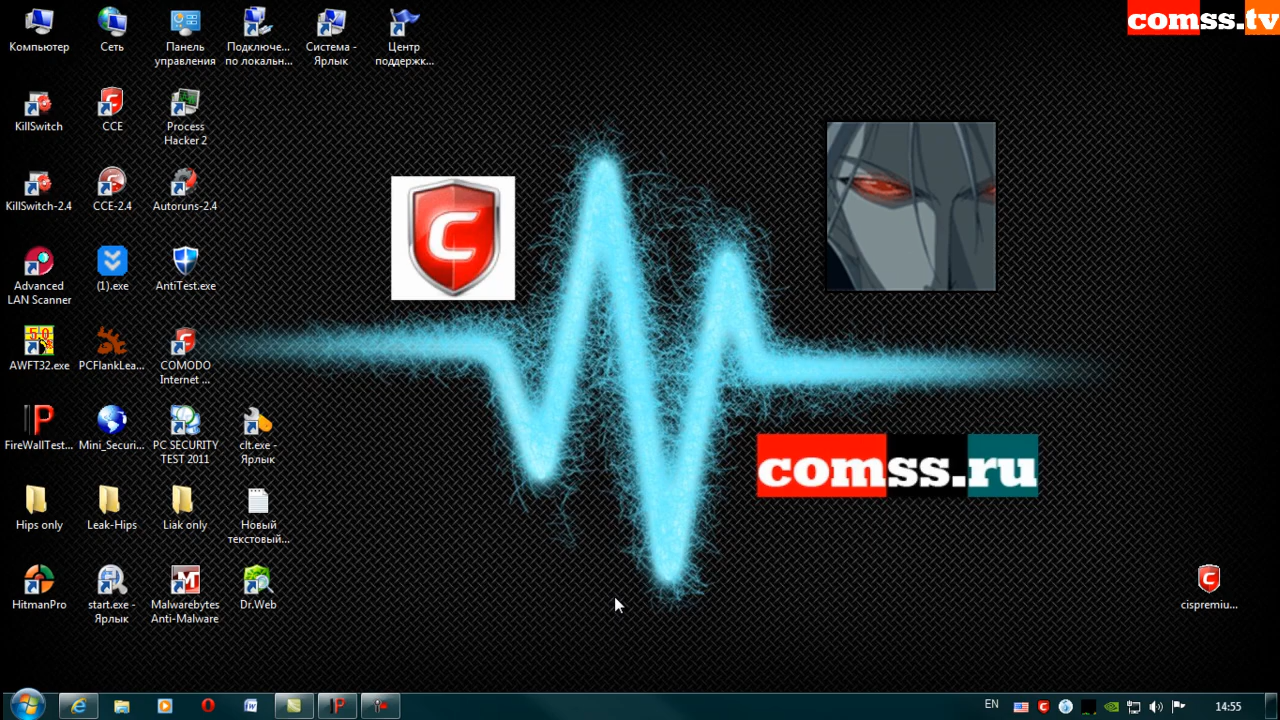 comss.tv
Компьютер
Сеть
Панель
управления
Подключе...
по локальн...
Система -
Ярлык
Центр
поддержк...
KillSwitch
CCE
Process
Hacker 2
KillSwitch-2.4
CCE-2.4
Autoruns-2.4
Advanced
LAN Scanner
(1).exe
AntiTest.exe
AWFT32.exe
PCFlankLea...
COMODO
Internet ...
FireWallTest...
Mini_Securi...
PC SECURITY
TEST 2011
clt.exe -
Ярлык
comss.ru
Hips only
Leak-Hips
Liak only
Новый
текстовый...
HitmanPro
start.exe -
Ярлык
Malwarebytes
Anti-Malware
Dr.Web
cispremiu...
EN
14:55